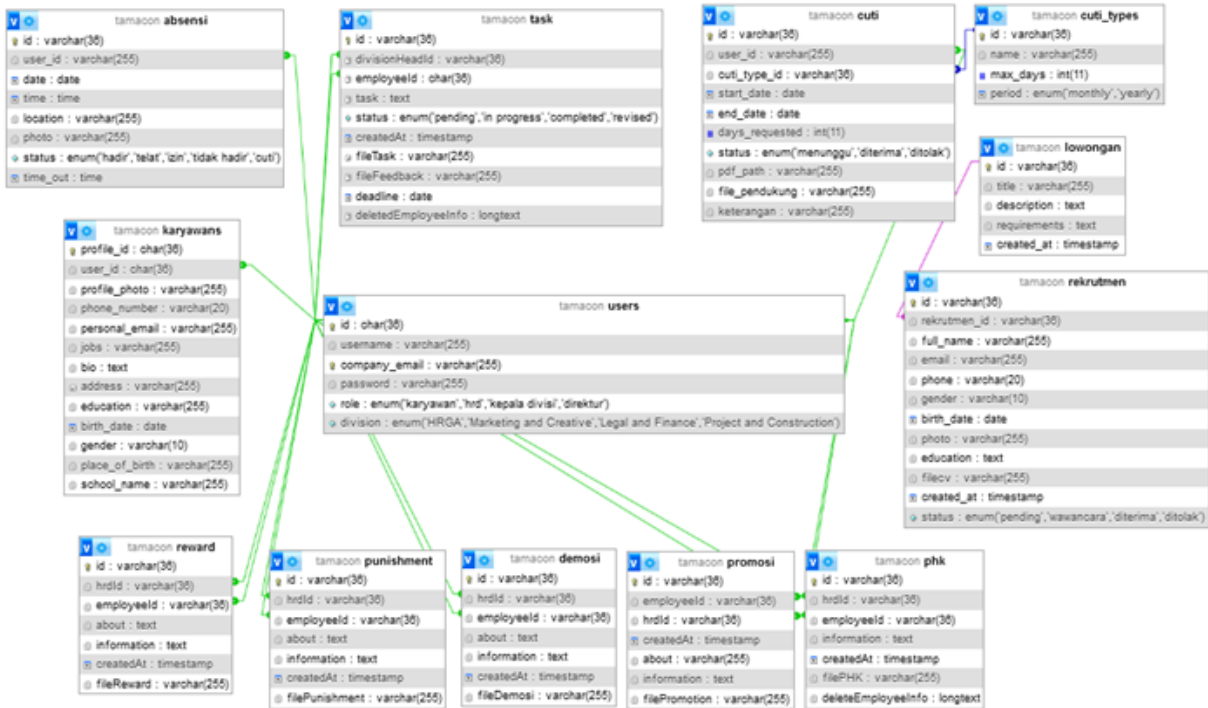 tamacon absensi
id : varchar(36)
user_id : varchar(255)
date : date
time : time
location : varchar(255)
photo : varchar(255)
status : enum('hadir','telat','izin','tidak hadir','cuti')
time_out : time
tamacon task
id : varchar(36)
divisionHeadId : varchar(36)
employeeId : char(36)
task : text
status : enum('pending','in progress','completed','revised')
createdAt : timestamp
fileTask : varchar(255)
fileFeedback : varchar(255)
deadline : date
deletedEmployeeInfo : longtext
tamacon cuti
id : varchar(36)
user_id : varchar(255)
cuti_type_id : varchar(36)
start_date : date
end_date : date
days_requested : int(11)
status : enum('menunggu','diterima','ditolak')
pdf_path : varchar(255)
file_pendukung : varchar(255)
keterangan : varchar(255)
tamacon cuti_types
id : varchar(36)
name : varchar(255)
max_days : int(11)
period : enum('monthly','yearly')
tamacon lowongan
id : varchar(36)
title : varchar(255)
description : text
requirements : text
created_at : timestamp
tamacon karyawans
profile_id : char(36)
user_id : char(36)
profile_photo : varchar(255)
phone_number : varchar(20)
personal_email : varchar(255)
jobs : varchar(255)
bio : text
address : varchar(255)
education : varchar(255)
birth_date : date
gender : varchar(10)
place_of_birth : varchar(255)
school_name : varchar(255)
tamacon users
id : char(36)
username : varchar(255)
company_email : varchar(255)
password : varchar(255)
role : enum('karyawan','hrd','kepala divisi','direktur')
division : enum('HRGA','Marketing and Creative','Legal and Finance','Project and Construction')
tamacon rekrutmen
id : varchar(36)
rekrutmen_id : varchar(36)
full_name : varchar(255)
email : varchar(255)
phone : varchar(20)
gender : varchar(10)
birth_date : date
photo : varchar(255)
education : text
filecv : varchar(255)
created_at : timestamp
status : enum('pending','wawancara','diterima','ditolak')
tamacon reward
id : varchar(36)
hrdId : varchar(36)
employeeId : varchar(36)
about : text
information : text
createdAt : timestamp
fileReward : varchar(255)
tamacon punishment
id : varchar(36)
hrdId : varchar(36)
employeeId : varchar(36)
about : text
information : text
createdAt : timestamp
filePunishment : varchar(255)
tamacon demosi
id : varchar(36)
hrdId : varchar(36)
employeeId : varchar(36)
about : text
information : text
createdAt : timestamp
fileDemosi : varchar(255)
tamacon promosi
id : varchar(36)
employeeId : varchar(36)
hrdId : varchar(36)
createdAt : timestamp
about : varchar(255)
information : text
filePromotion : varchar(255)
tamacon phk
id : varchar(36)
hrdId : varchar(36)
employeeId : varchar(36)
information : text
createdAt : timestamp
filePHK : varchar(255)
deleteEmployeeInfo : longtext